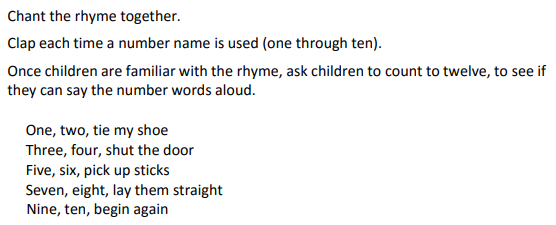 Chant the rhyme together.
Clap each time a number name is used (one through ten).
Once children are familiar with the rhyme, ask children to count to twelve, to see if
they can say the number words aloud.
One, two, tie my shoe
Three, four, shut the door
Five, six, pick up sticks
Seven, eight, lay them straight
Nine, ten, begin again